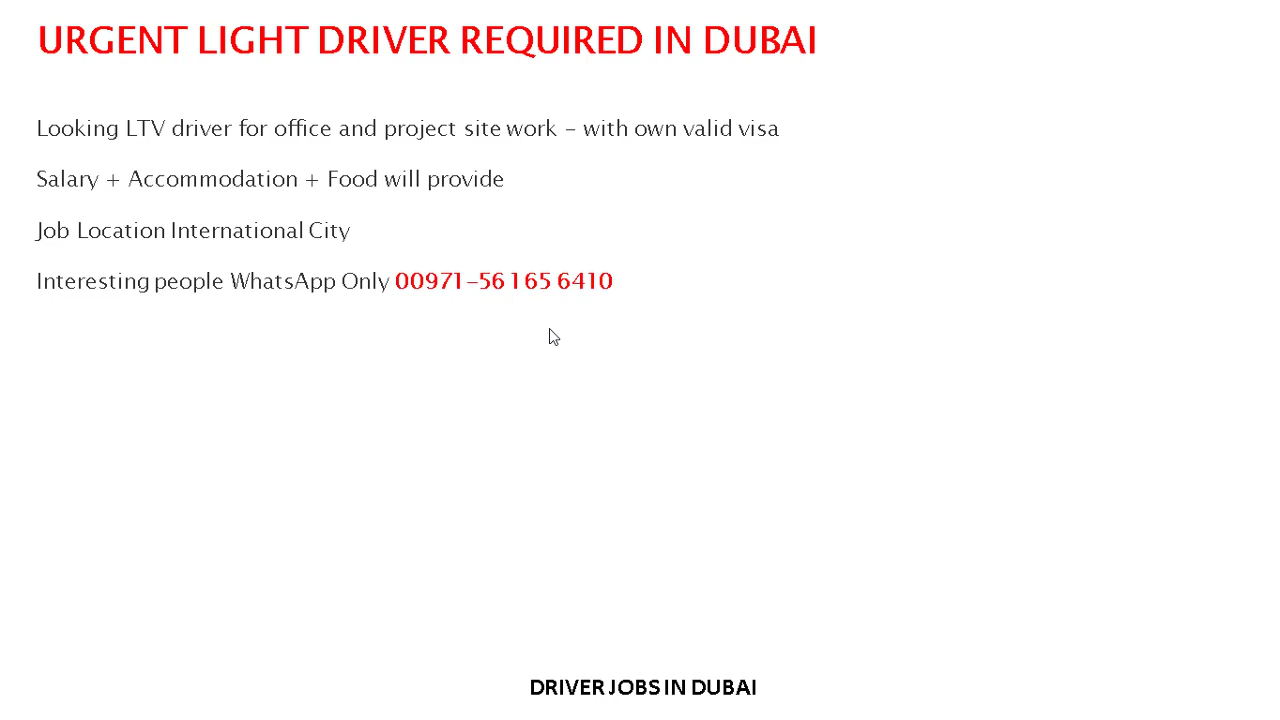 URGENT LIGHT DRIVER REQUIRED IN DUBAI
Looking LTV driver for office and project site work - with own valid visa
Salary + Accommodation + Food will provide
Job Location International City
Interesting people WhatsApp Only 00971-56 165 6410
DRIVER JOBS IN DUBAI